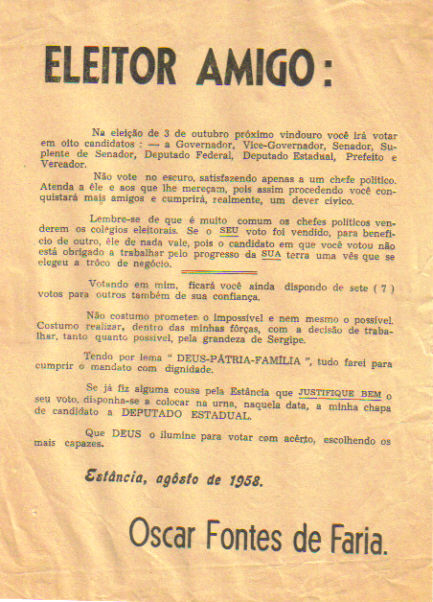 ELEITOR AMIGO:
Na eleição de 3 de outubro próximo vindouro você irá votar
em oito candidatos : — a Governador, Vice-Governador, Senador, Su-
plente de Senador, Deputado Federal, Deputado Estadual, Prefeito e
Vereador.
Não vote no escuro, satisfazendo apenas a um chefe político.
Atenda a êle e aos que lhe mereçam, pois assim procedendo você con-
quistará mais amigos e cumprirá, realmente, um dever cívico.
Lembre-se de que é muito comum os chefes políticos ven-
derem os colégios eleitorais. Se o SEU voto foi vendido, para benefí-
cio de outro, êle de nada vale, pois o candidato em que você votou não
está obrigado a trabalhar pelo progresso da SUA terra uma vês que se
elegeu a trôco de negócio.
Votando em mim, ficará você ainda dispondo de sete ( 7 )
votos para outros também de sua confiança.
Não costumo prometer o impossível e nem mesmo o possível.
Costumo realizar, dentro das minhas fôrças, com a decisão de traba-
lhar, tanto quanto possível, pela grandeza de Sergipe.
Tendo por lema " DEUS-PÁTRIA-FAMÍLIA ", tudo farei para
cumprir o mandato com dignidade.
Se já fiz alguma cousa pela Estância que JUSTIFIQUE BEM o
seu voto, disponha-se a colocar na urna, naquela data, a minha chapa
de candidato a DEPUTADO ESTADUAL.
Que DEUS o ilumine para votar com acêrto, escolhendo os
mais capazes.
Estância, agôsto de 1958.
Oscar Fontes de Faria.